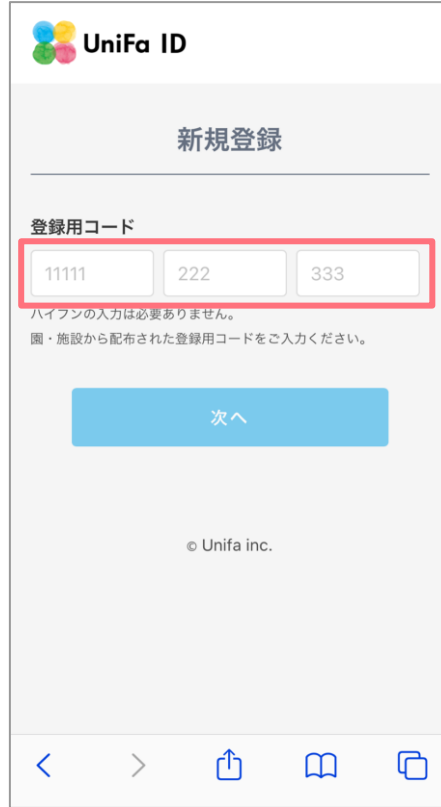 UniFa ID
新規登録
登録用コード
11111 222 333
ハイフンの入力は必要ありません。
園・施設から配布された登録用コードをご入力ください。
次へ
© Unifa inc.